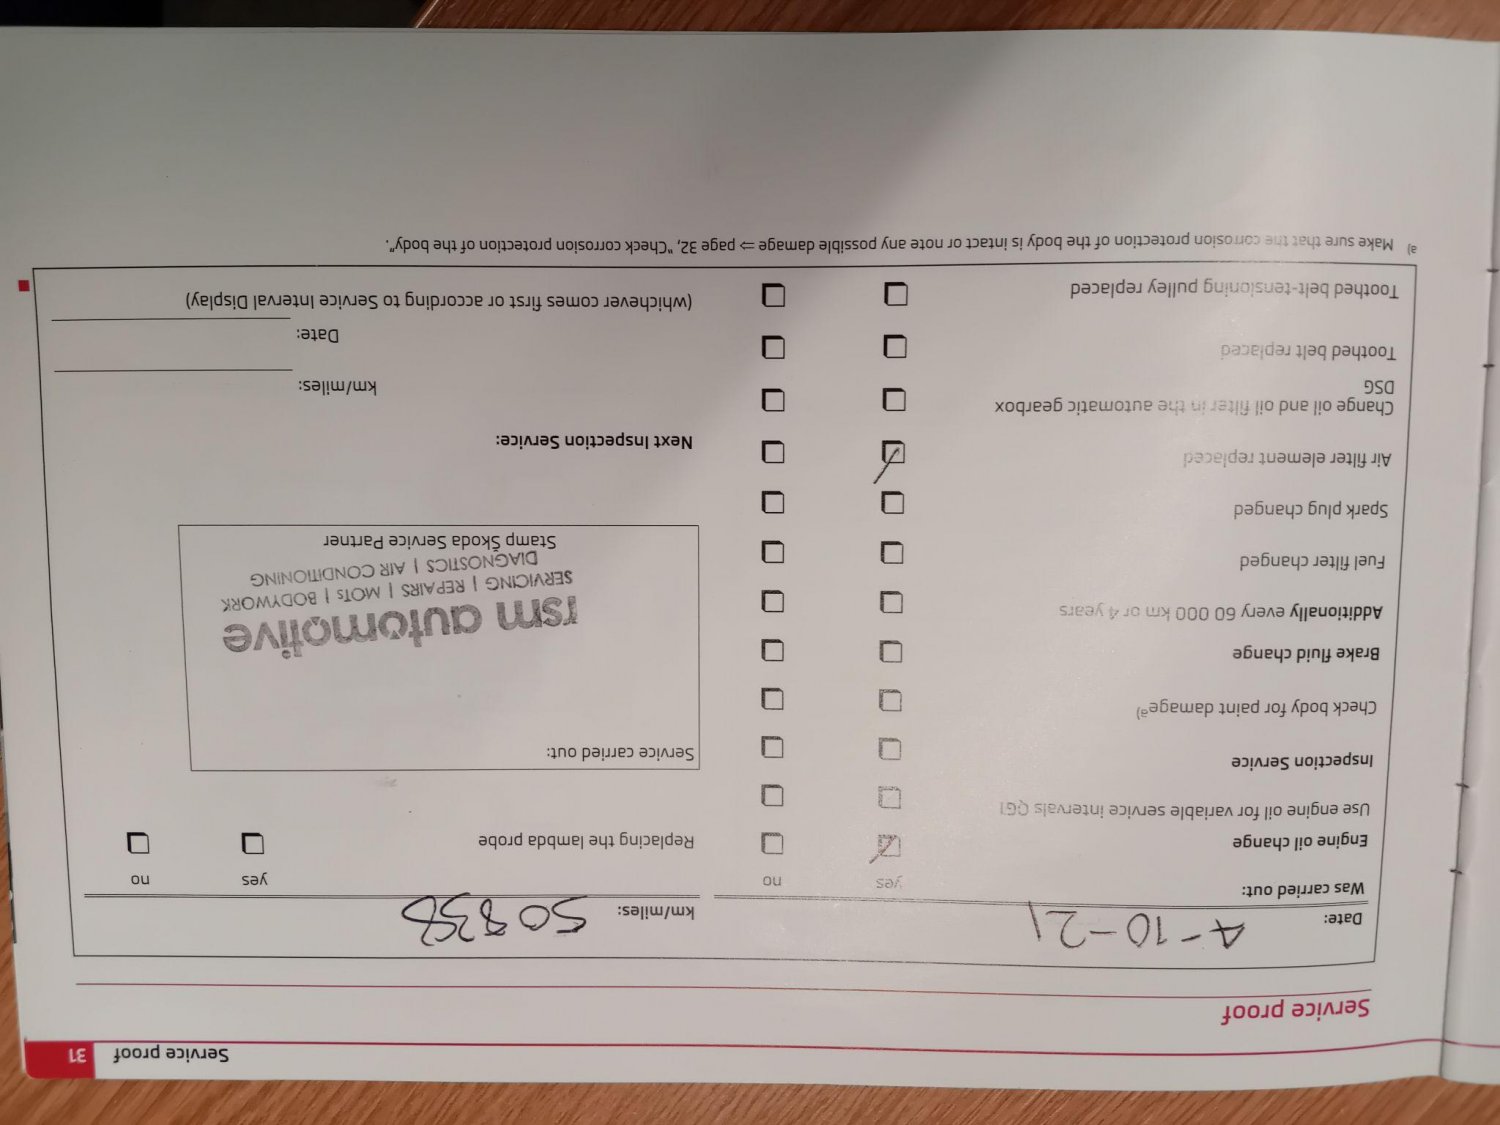 Service proof 31
Service proof
Date: 4-10-21
km/miles: 50838
Was carried out: yes no
yes no
Engine oil change
Use engine oil for variable service intervals QG1
Inspection Service
Check body for paint damageᵃ⁾
Brake fluid change
Additionally every 60 000 km or 4 years
Fuel filter changed
Spark plug changed
Air filter element replaced
Change oil and oil filter in the automatic gearbox
DSG
Toothed belt replaced
Toothed belt-tensioning pulley replaced
Replacing the lambda probe
Service carried out:
rsm automotive
SERVICING | REPAIRS | MOTs | BODYWORK
DIAGNOSTICS | AIR CONDITIONING
Stamp Škoda Service Partner
Next Inspection Service:
km/miles:
Date:
(whichever comes first or according to Service Interval Display)
a) Make sure that the corrosion protection of the body is intact or note any possible damage ⇒ page 32, "Check corrosion protection of the body".